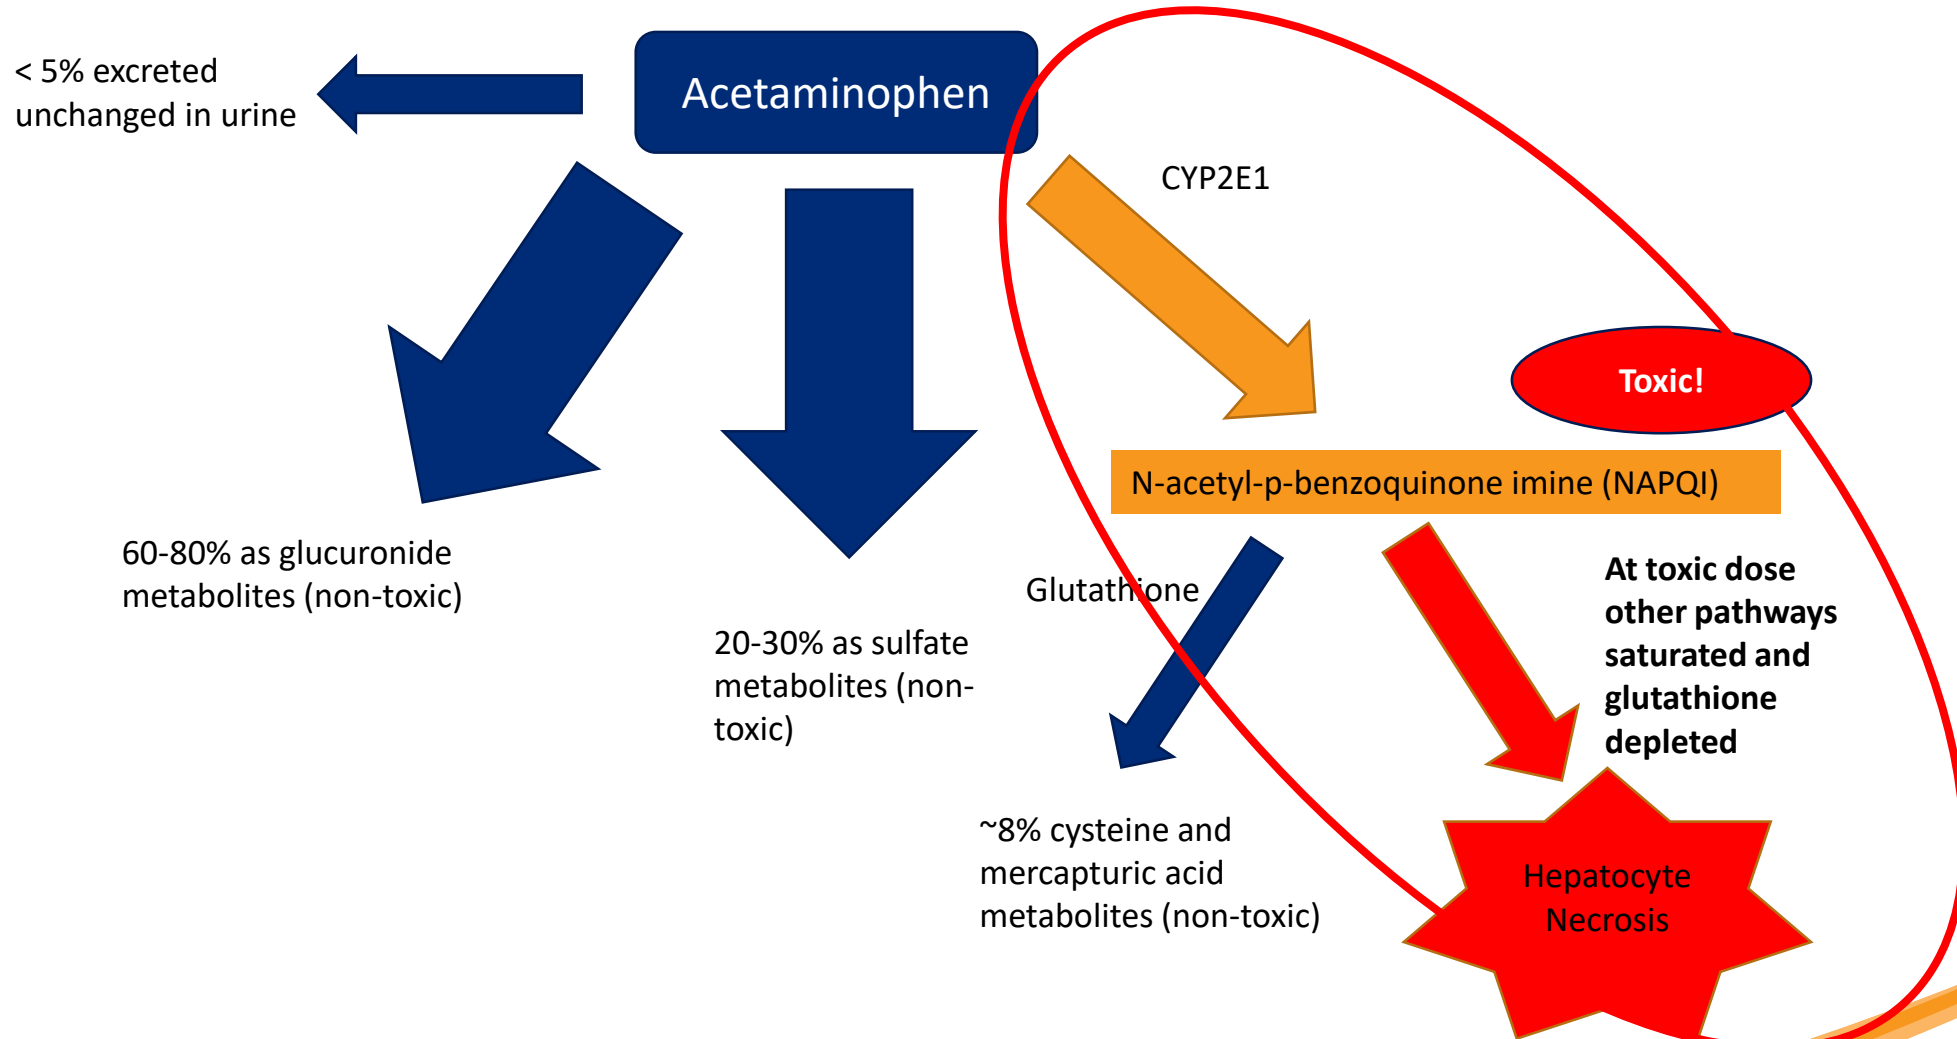 < 5% excreted
unchanged in urine
Acetaminophen
CYP2E1
Toxic!
N-acetyl-p-benzoquinone imine (NAPQI)
60-80% as glucuronide
metabolites (non-toxic)
20-30% as sulfate
metabolites (non-
toxic)
Glutathione
At toxic dose
other pathways
saturated and
glutathione
depleted
~8% cysteine and
mercapturic acid
metabolites (non-toxic)
Hepatocyte
Necrosis